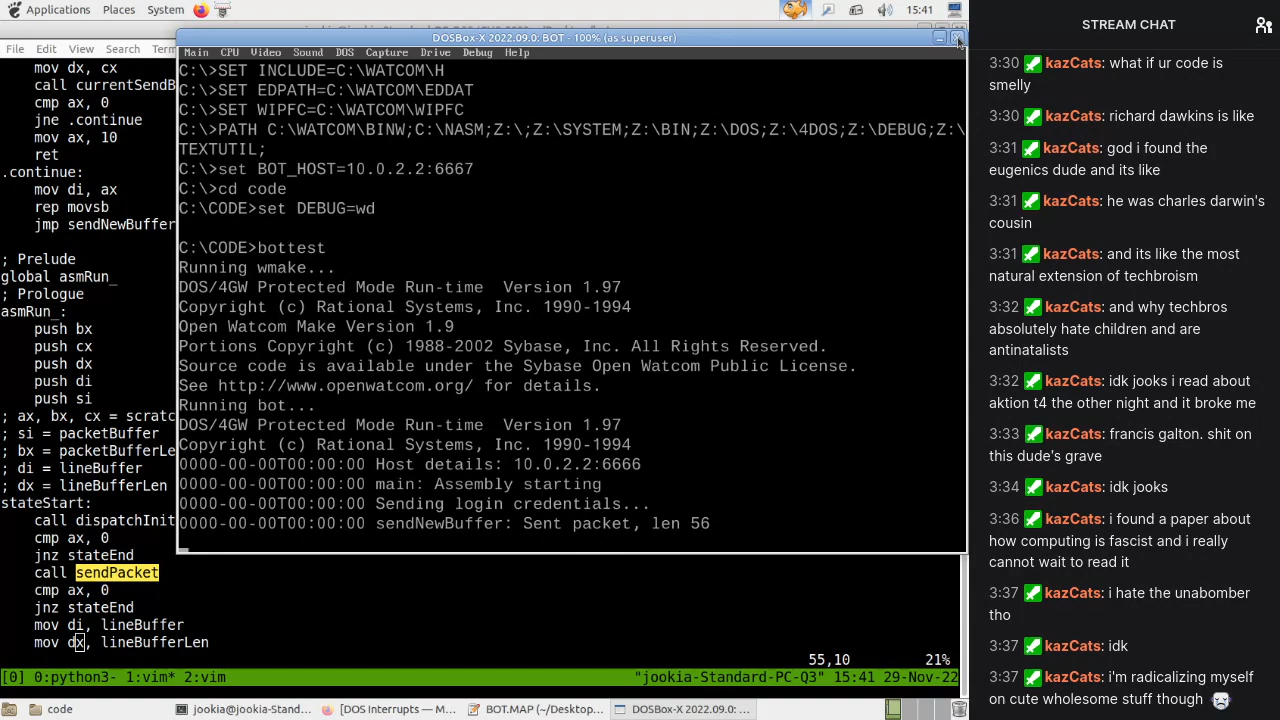 Applications Places System 15:41
DOSBox-X 2022.09.0: BOT - 100% (as superuser)
File Edit View Search
Main CPU Video Sound DOS Capture Drive Debug Help
mov dx, cx
call currentSendB
cmp ax, 0
jne .continue
mov ax, 10
ret
.continue:
mov di, ax
rep movsb
jmp sendNewBuffer
; Prelude
global asmRun_
; Prologue
asmRun_:
push bx
push cx
push dx
push di
push si
; ax, bx, cx = scratc
; si = packetBuffer
; bx = packetBufferLe
; di = lineBuffer
; dx = lineBufferLen
stateStart:
call dispatchInit
cmp ax, 0
jnz stateEnd
call sendPacket
cmp ax, 0
jnz stateEnd
mov di, lineBuffer
mov dx, lineBufferLen
55,10 21%
C:\>SET INCLUDE=C:\WATCOM\H
C:\>SET EDPATH=C:\WATCOM\EDDAT
C:\>SET WIPFC=C:\WATCOM\WIPFC
C:\>PATH C:\WATCOM\BINW;C:\NASM;Z:\;Z:\SYSTEM;Z:\BIN;Z:\DOS;Z:\4DOS;Z:\DEBUG;Z:\
TEXTUTIL;
C:\>set BOT_HOST=10.0.2.2:6667
C:\>cd code
C:\CODE>set DEBUG=wd
C:\CODE>bottest
Running wmake...
DOS/4GW Protected Mode Run-time Version 1.97
Copyright (c) Rational Systems, Inc. 1990-1994
Open Watcom Make Version 1.9
Portions Copyright (c) 1988-2002 Sybase, Inc. All Rights Reserved.
Source code is available under the Sybase Open Watcom Public License.
See http://www.openwatcom.org/ for details.
Running bot...
DOS/4GW Protected Mode Run-time Version 1.97
Copyright (c) Rational Systems, Inc. 1990-1994
0000-00-00T00:00:00 Host details: 10.0.2.2:6666
0000-00-00T00:00:00 main: Assembly starting
0000-00-00T00:00:00 Sending login credentials...
0000-00-00T00:00:00 sendNewBuffer: Sent packet, len 56
[0] 0:python3- 1:vim* 2:vim "jookia-Standard-PC-Q3" 15:41 29-Nov-22
code jookia@jookia-Stand... [DOS Interrupts — M... BOT.MAP (~/Desktop... DOSBox-X 2022.09.0: ...
STREAM CHAT
3:30 kazCats: what if ur code is
smelly
3:30 kazCats: richard dawkins is like
3:31 kazCats: god i found the
eugenics dude and its like
3:31 kazCats: he was charles darwin's
cousin
3:31 kazCats: and its like the most
natural extension of techbroism
3:32 kazCats: and why techbros
absolutely hate children and are
antinatalists
3:32 kazCats: idk jooks i read about
aktion t4 the other night and it broke me
3:33 kazCats: francis galton. shit on
this dude's grave
3:34 kazCats: idk jooks
3:36 kazCats: i found a paper about
how computing is fascist and i really
cannot wait to read it
3:37 kazCats: i hate the unabomber
tho
3:37 kazCats: idk
3:37 kazCats: i'm radicalizing myself
on cute wholesome stuff though